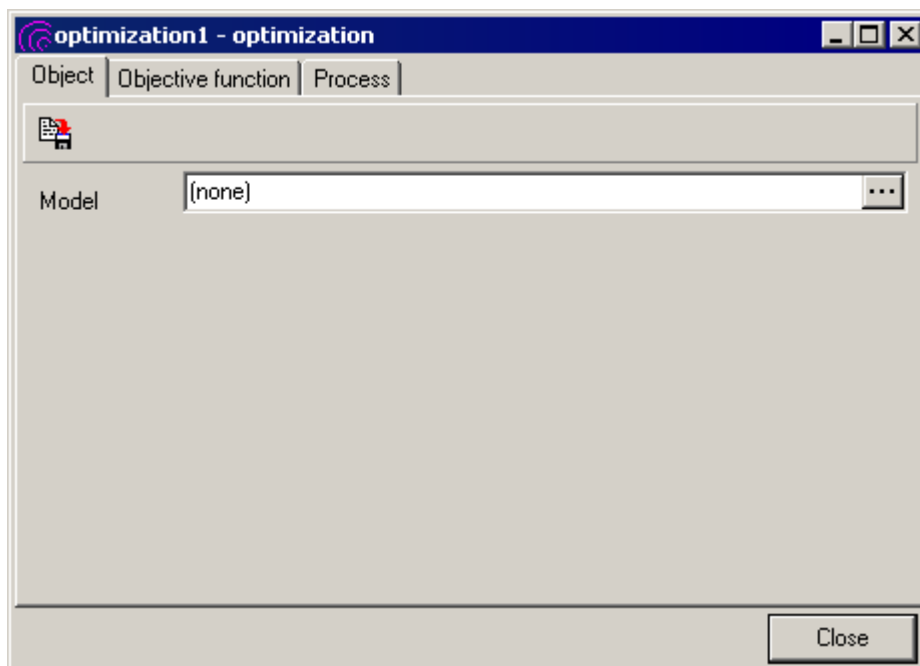 optimization1 - optimization
Object Objective function Process
Model (none) ...
Close